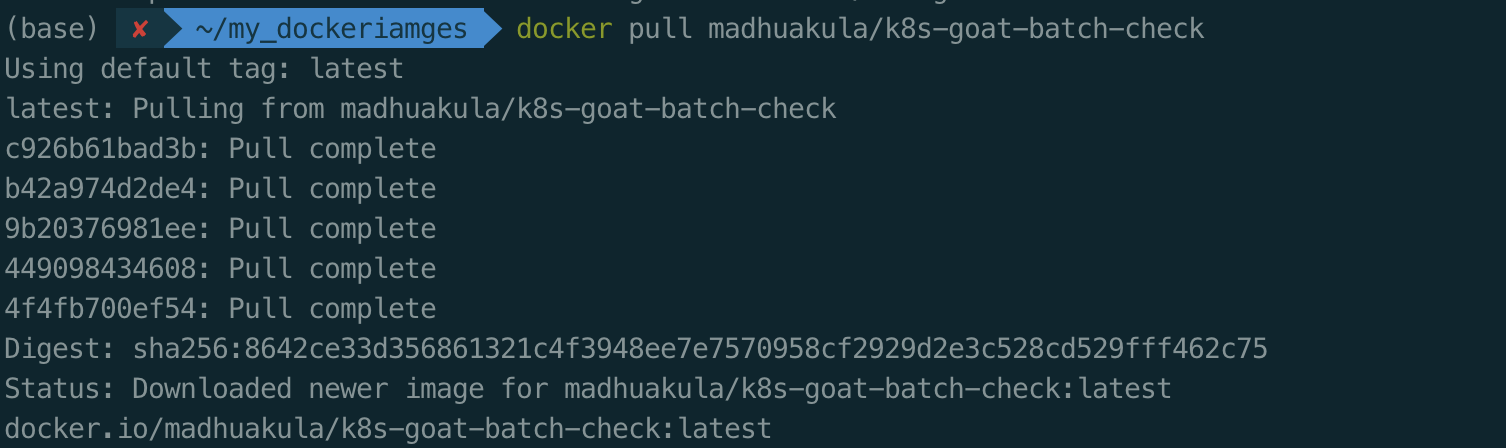 (base) ✘ ~/my_dockeriamges docker pull madhuakula/k8s-goat-batch-check
Using default tag: latest
latest: Pulling from madhuakula/k8s-goat-batch-check
c926b61bad3b: Pull complete
b42a974d2de4: Pull complete
9b20376981ee: Pull complete
449098434608: Pull complete
4f4fb700ef54: Pull complete
Digest: sha256:8642ce33d356861321c4f3948ee7e7570958cf2929d2e3c528cd529fff462c75
Status: Downloaded newer image for madhuakula/k8s-goat-batch-check:latest
docker.io/madhuakula/k8s-goat-batch-check:latest